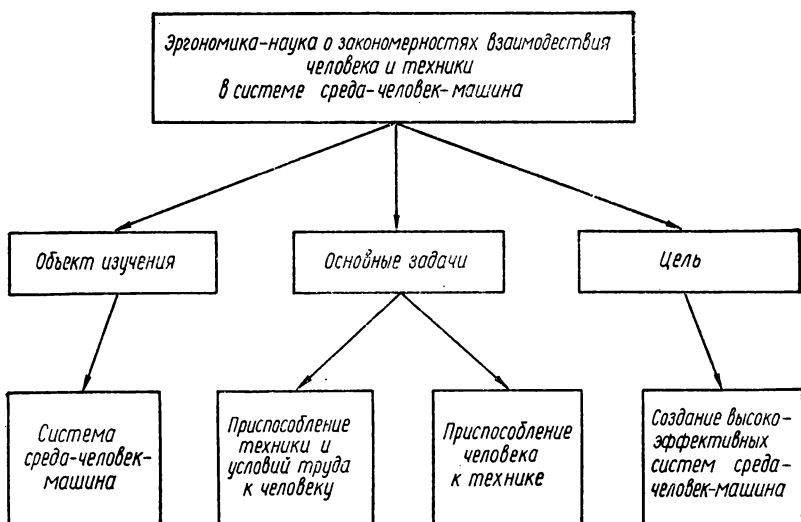 Эргономика-наука о закономерностях взаимодествия
человека и техники
в системе среда-человек-машина
Объект изучения
Основные задачи
Цель
Система
среда-человек-
машина
Приспособление
техники и
условий труда
к человеку
Приспособление
человека
к технике
Создание высоко-
эффективных
систем среда-
человек-машина